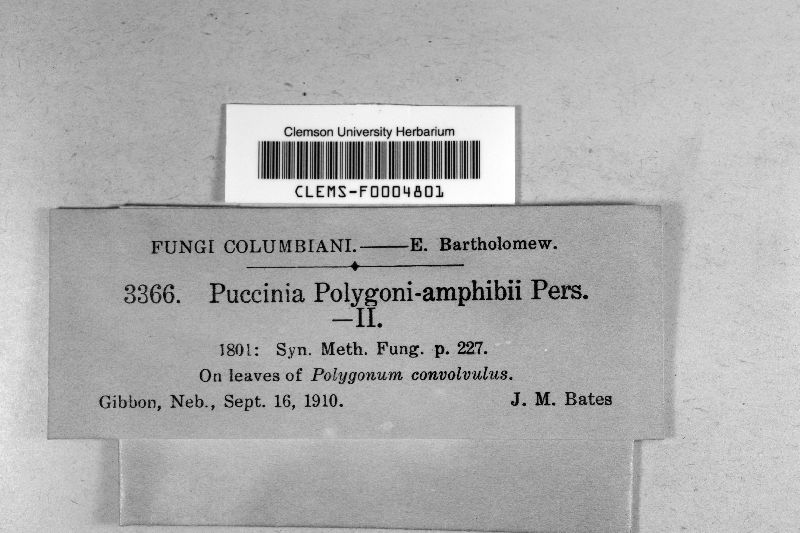 Clemson University Herbarium
CLEMS-F0004801
FUNGI COLUMBIANI.——E. Bartholomew.
3366. Puccinia Polygoni-amphibii Pers.
—II.
1801: Syn. Meth. Fung. p. 227.
On leaves of Polygonum convolvulus.
Gibbon, Neb., Sept. 16, 1910. J. M. Bates